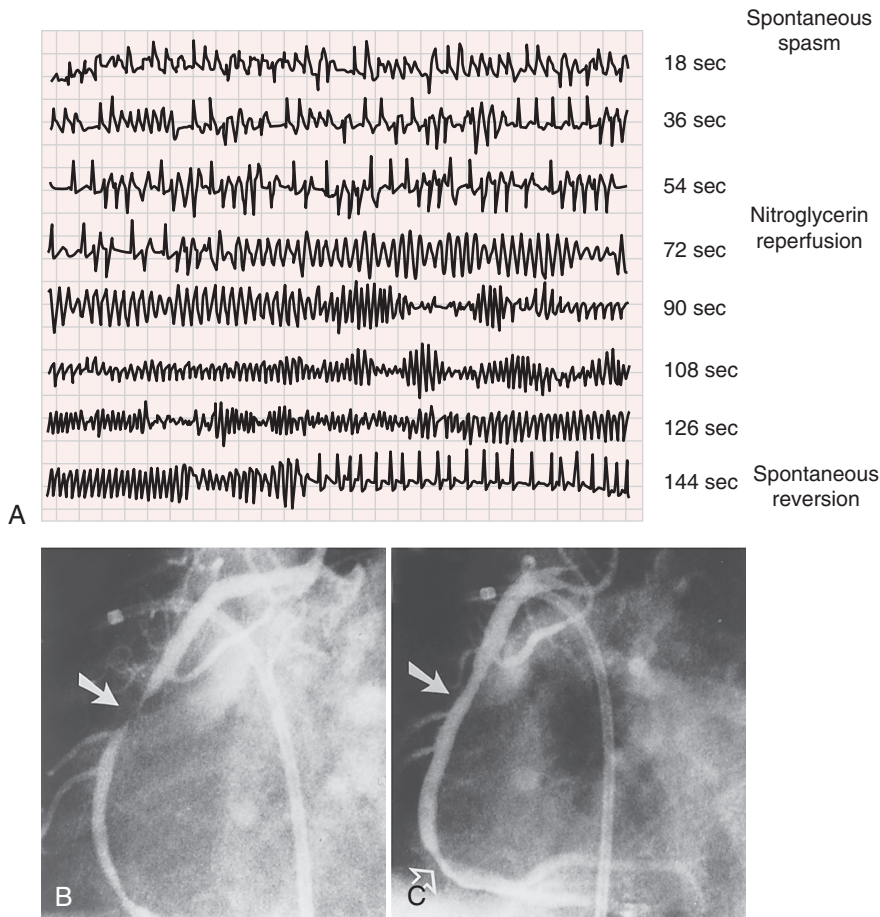 Spontaneous
spasm
18 sec
36 sec
54 sec
Nitroglycerin
reperfusion
72 sec
90 sec
108 sec
126 sec
144 sec
Spontaneous
reversion
A
B
C